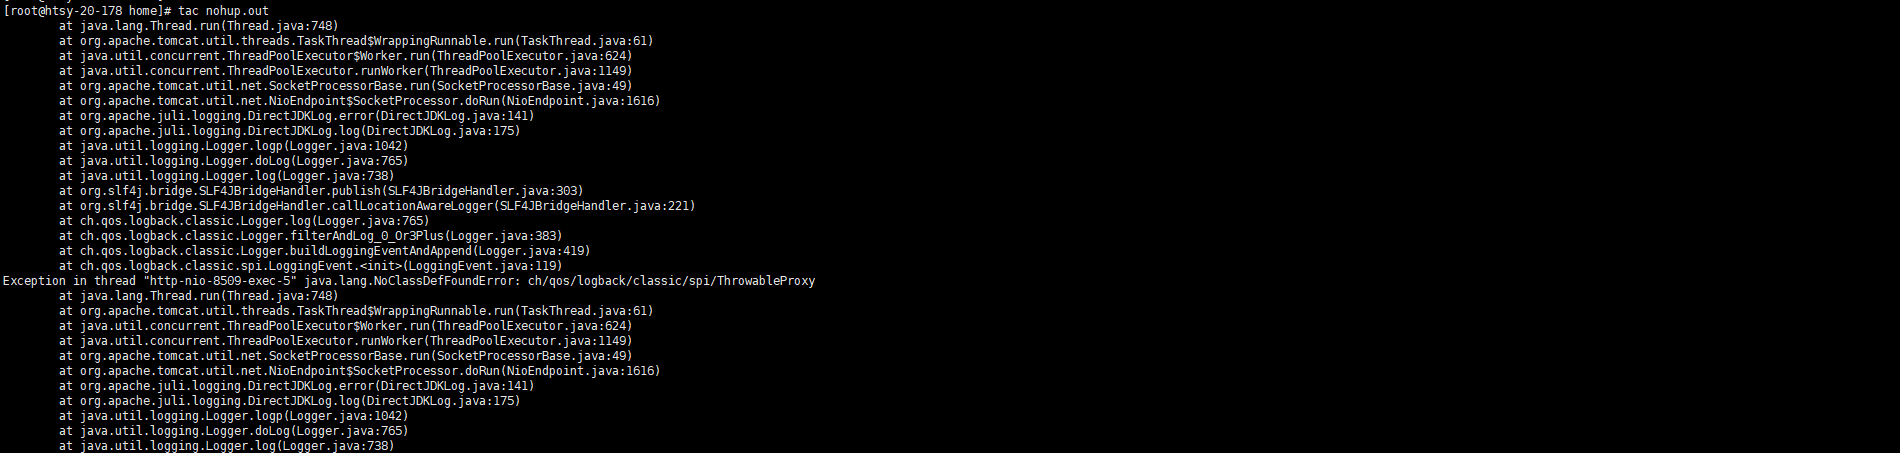 [root@htsy-20-178 home]# tac nohup.out
        at java.lang.Thread.run(Thread.java:748)
        at org.apache.tomcat.util.threads.TaskThread$WrappingRunnable.run(TaskThread.java:61)
        at java.util.concurrent.ThreadPoolExecutor$Worker.run(ThreadPoolExecutor.java:624)
        at java.util.concurrent.ThreadPoolExecutor.runWorker(ThreadPoolExecutor.java:1149)
        at org.apache.tomcat.util.net.SocketProcessorBase.run(SocketProcessorBase.java:49)
        at org.apache.tomcat.util.net.NioEndpoint$SocketProcessor.doRun(NioEndpoint.java:1616)
        at org.apache.juli.logging.DirectJDKLog.error(DirectJDKLog.java:141)
        at org.apache.juli.logging.DirectJDKLog.log(DirectJDKLog.java:175)
        at java.util.logging.Logger.logp(Logger.java:1042)
        at java.util.logging.Logger.doLog(Logger.java:765)
        at java.util.logging.Logger.log(Logger.java:738)
        at org.slf4j.bridge.SLF4JBridgeHandler.publish(SLF4JBridgeHandler.java:303)
        at org.slf4j.bridge.SLF4JBridgeHandler.callLocationAwareLogger(SLF4JBridgeHandler.java:221)
        at ch.qos.logback.classic.Logger.log(Logger.java:765)
        at ch.qos.logback.classic.Logger.filterAndLog_0_Or3Plus(Logger.java:383)
        at ch.qos.logback.classic.Logger.buildLoggingEventAndAppend(Logger.java:419)
        at ch.qos.logback.classic.spi.LoggingEvent.<init>(LoggingEvent.java:119)
Exception in thread "http-nio-8509-exec-5" java.lang.NoClassDefFoundError: ch/qos/logback/classic/spi/ThrowableProxy
        at java.lang.Thread.run(Thread.java:748)
        at org.apache.tomcat.util.threads.TaskThread$WrappingRunnable.run(TaskThread.java:61)
        at java.util.concurrent.ThreadPoolExecutor$Worker.run(ThreadPoolExecutor.java:624)
        at java.util.concurrent.ThreadPoolExecutor.runWorker(ThreadPoolExecutor.java:1149)
        at org.apache.tomcat.util.net.SocketProcessorBase.run(SocketProcessorBase.java:49)
        at org.apache.tomcat.util.net.NioEndpoint$SocketProcessor.doRun(NioEndpoint.java:1616)
        at org.apache.juli.logging.DirectJDKLog.error(DirectJDKLog.java:141)
        at org.apache.juli.logging.DirectJDKLog.log(DirectJDKLog.java:175)
        at java.util.logging.Logger.logp(Logger.java:1042)
        at java.util.logging.Logger.doLog(Logger.java:765)
        at java.util.logging.Logger.log(Logger.java:738)